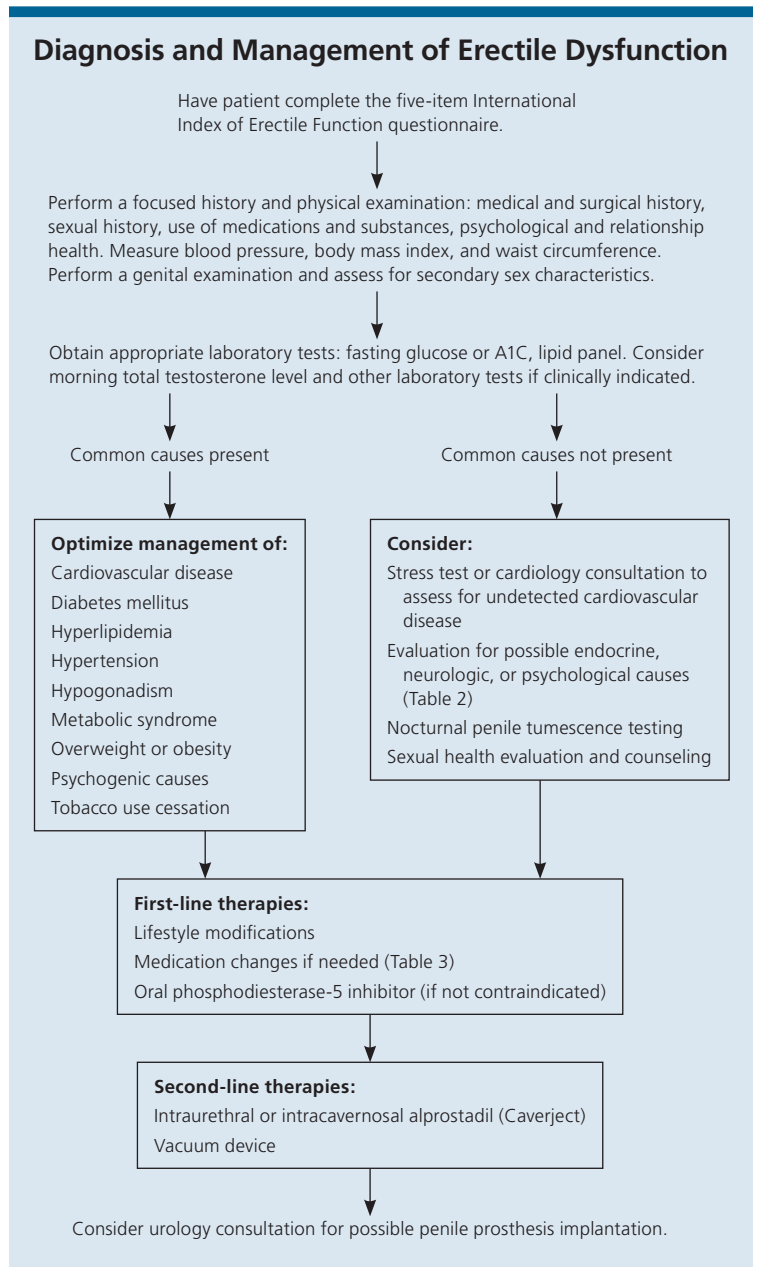 Diagnosis and Management of Erectile Dysfunction
Have patient complete the five-item International
Index of Erectile Function questionnaire.
Perform a focused history and physical examination: medical and surgical history,
sexual history, use of medications and substances, psychological and relationship
health. Measure blood pressure, body mass index, and waist circumference.
Perform a genital examination and assess for secondary sex characteristics.
Obtain appropriate laboratory tests: fasting glucose or A1C, lipid panel. Consider
morning total testosterone level and other laboratory tests if clinically indicated.
Common causes present
Common causes not present
Optimize management of:
Cardiovascular disease
Diabetes mellitus
Hyperlipidemia
Hypertension
Hypogonadism
Metabolic syndrome
Overweight or obesity
Psychogenic causes
Tobacco use cessation
Consider:
Stress test or cardiology consultation to
assess for undetected cardiovascular
disease
Evaluation for possible endocrine,
neurologic, or psychological causes
(Table 2)
Nocturnal penile tumescence testing
Sexual health evaluation and counseling
First-line therapies:
Lifestyle modifications
Medication changes if needed (Table 3)
Oral phosphodiesterase-5 inhibitor (if not contraindicated)
Second-line therapies:
Intraurethral or intracavernosal alprostadil (Caverject)
Vacuum device
Consider urology consultation for possible penile prosthesis implantation.